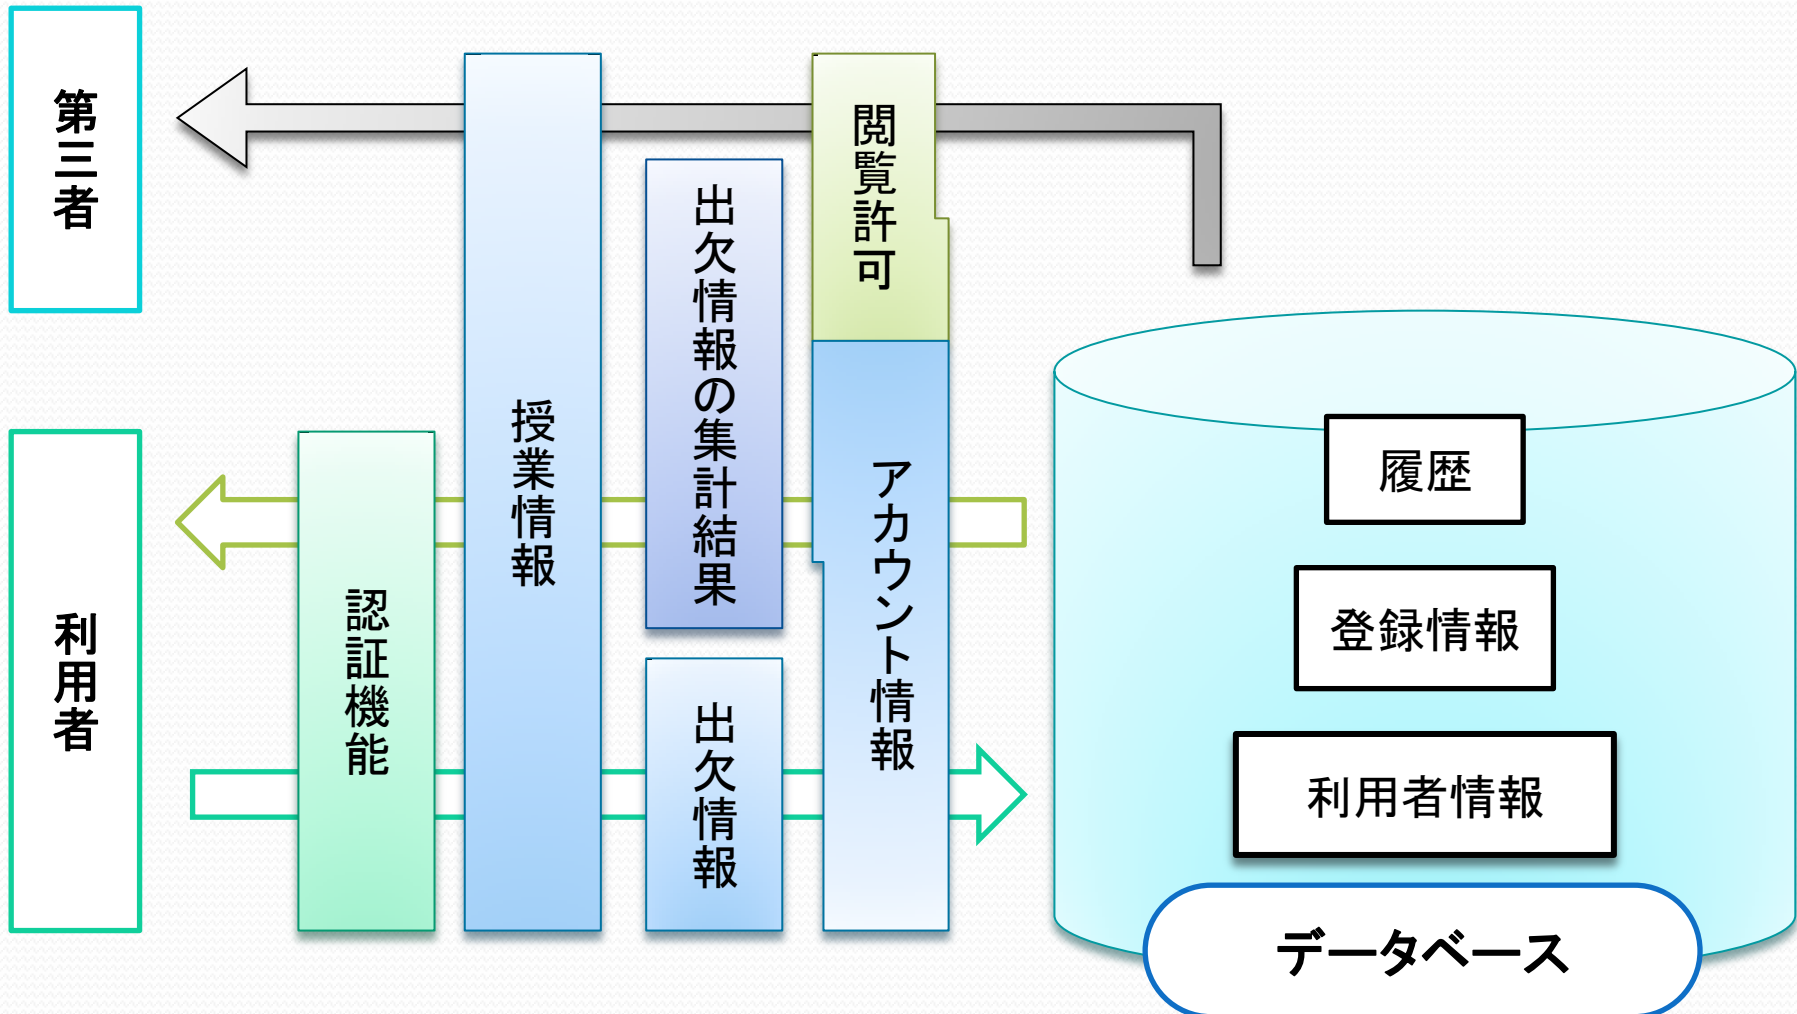 第三者
利用者
認証機能
授業情報
出欠情報の集計結果
出欠情報
閲覧許可
アカウント情報
履歴
登録情報
利用者情報
データベース